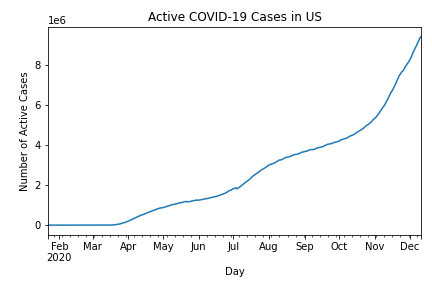 Active COVID-19 Cases in US
1e6
8
6
4
2
0
Number of Active Cases
Feb Mar Apr May Jun Jul Aug Sep Oct Nov Dec
2020
Day